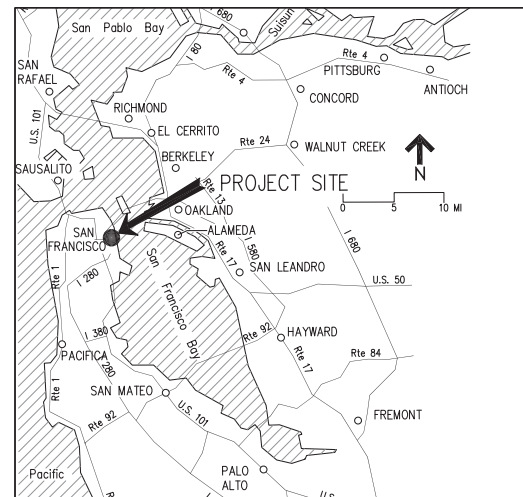 San Pablo Bay
I 680
Suisun
I 80
Rte 4
SAN
RAFAEL
Rte 4
PITTSBURG
ANTIOCH
CONCORD
RICHMOND
U.S. 101
EL CERRITO
Rte 24
WALNUT CREEK
BERKELEY
N
SAUSALITO
PROJECT SITE
Rte 13
0 5 10 MI
OAKLAND
ALAMEDA
SAN
FRANCISCO
I 580
I 680
Rte 17
SAN LEANDRO
Rte 1
I 280
San Francisco Bay
U.S. 50
I 380
Rte 92
HAYWARD
PACIFICA
I 280
Rte 17
Rte 84
Rte 1
SAN MATEO
U.S. 101
Rte 92
FREMONT
Pacific
PALO
ALTO